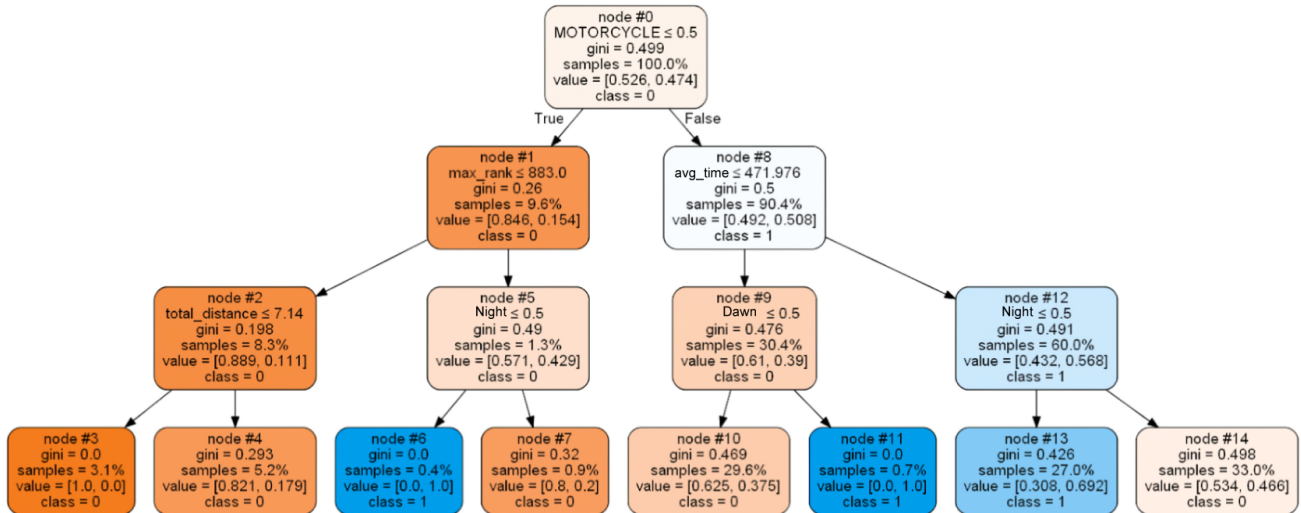 node #0
MOTORCYCLE ≤ 0.5
gini = 0.499
samples = 100.0%
value = [0.526, 0.474]
class = 0
True
False
node #1
max_rank ≤ 883.0
gini = 0.26
samples = 9.6%
value = [0.846, 0.154]
class = 0
node #8
avg_time ≤ 471.976
gini = 0.5
samples = 90.4%
value = [0.492, 0.508]
class = 1
node #2
total_distance ≤ 7.14
gini = 0.198
samples = 8.3%
value = [0.889, 0.111]
class = 0
node #5
Night ≤ 0.5
gini = 0.49
samples = 1.3%
value = [0.571, 0.429]
class = 0
node #9
Dawn ≤ 0.5
gini = 0.476
samples = 30.4%
value = [0.61, 0.39]
class = 0
node #12
Night ≤ 0.5
gini = 0.491
samples = 60.0%
value = [0.432, 0.568]
class = 1
node #3
gini = 0.0
samples = 3.1%
value = [1.0, 0.0]
class = 0
node #4
gini = 0.293
samples = 5.2%
value = [0.821, 0.179]
class = 0
node #6
gini = 0.0
samples = 0.4%
value = [0.0, 1.0]
class = 1
node #7
gini = 0.32
samples = 0.9%
value = [0.8, 0.2]
class = 0
node #10
gini = 0.469
samples = 29.6%
value = [0.625, 0.375]
class = 0
node #11
gini = 0.0
samples = 0.7%
value = [0.0, 1.0]
class = 1
node #13
gini = 0.426
samples = 27.0%
value = [0.308, 0.692]
class = 1
node #14
gini = 0.498
samples = 33.0%
value = [0.534, 0.466]
class = 0